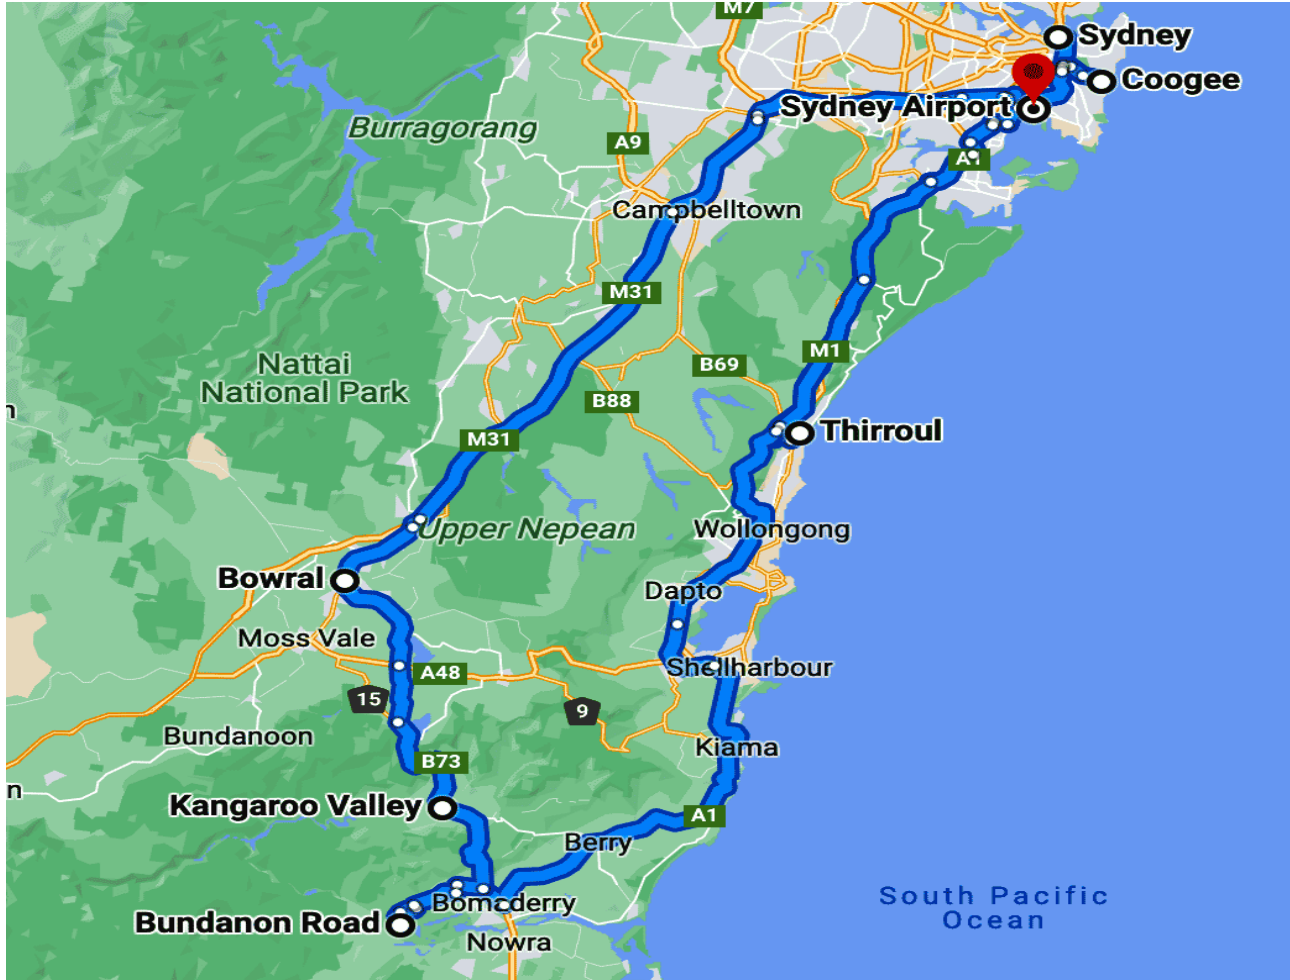 M7
Sydney
Coogee
Sydney Airport
Burragorang
A9
A1
Campbelltown
M31
Nattai
National Park
M1
B69
B88
n
M31
Thirroul
Upper Nepean
Wollongong
Bowral
Dapto
Moss Vale
A48
Shellharbour
15
9
Bundanoon
Kiama
B73
n
Kangaroo Valley
A1
Berry
South Pacific
Ocean
Bomaderry
Bundanon Road
Nowra